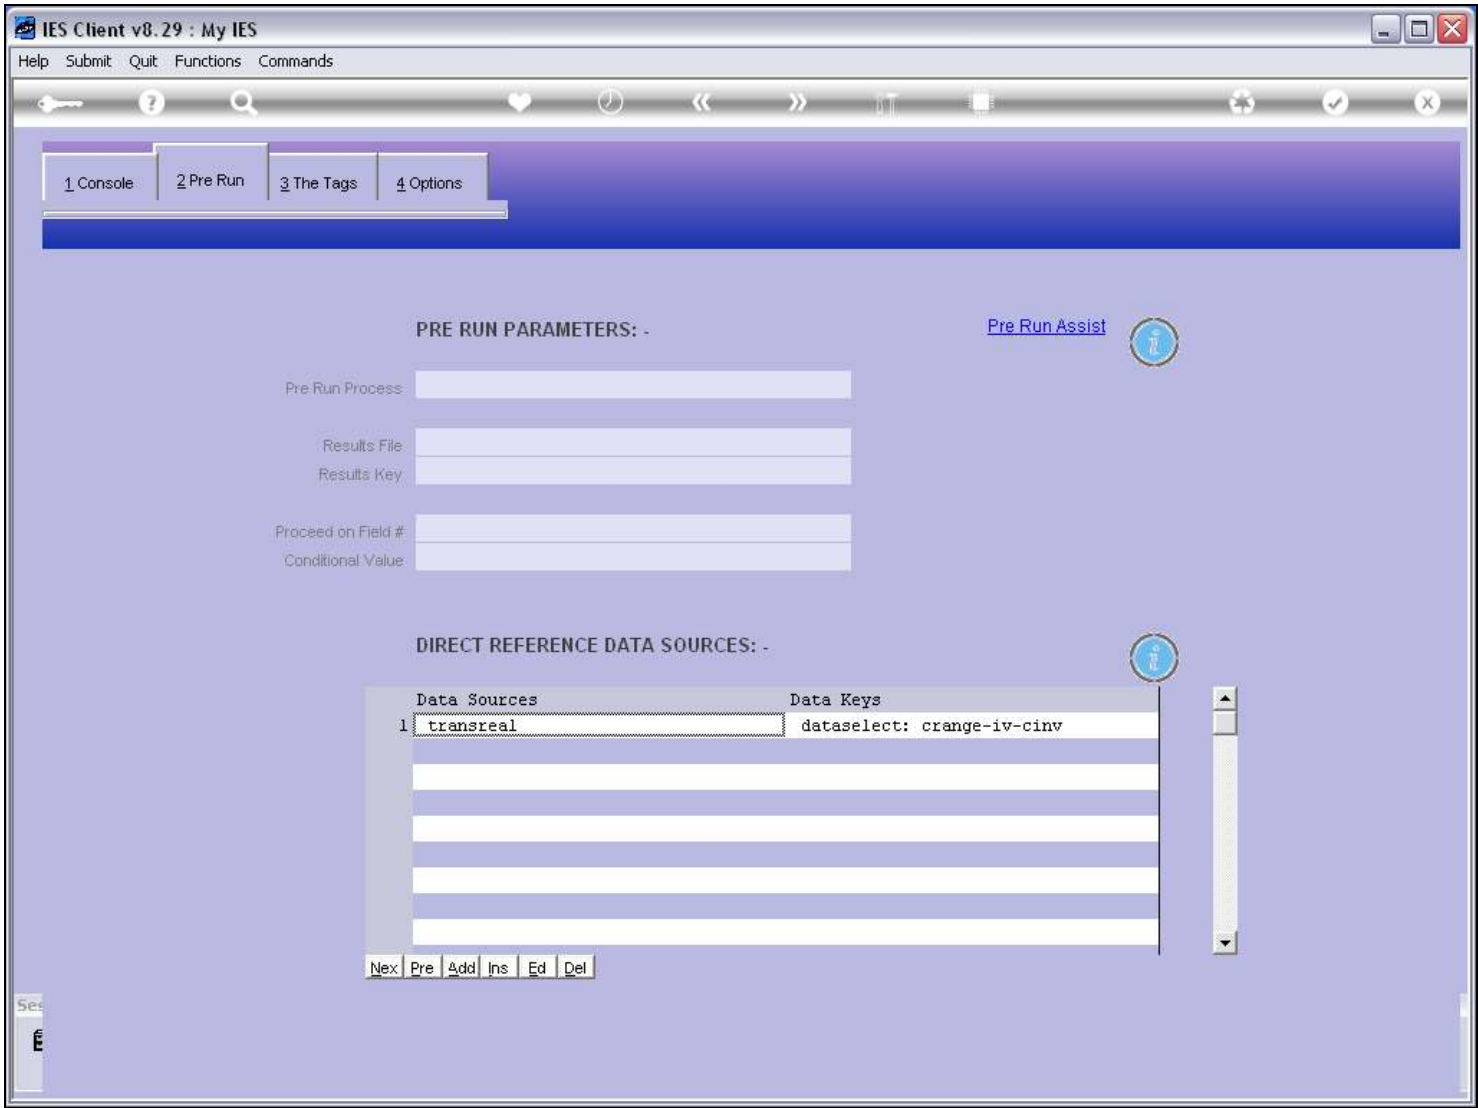 IES Client v8.29 : My IES
Help Submit Quit Functions Commands
1 Console 2 Pre Run 3 The Tags 4 Options
PRE RUN PARAMETERS: -
Pre Run Assist
Pre Run Process
Results File
Results Key
Proceed on Field #
Conditional Value
DIRECT REFERENCE DATA SOURCES: -
Data Sources Data Keys
1 transreal dataselect: crange-iv-cinv
Nex Pre Add Ins Ed Del
Ses